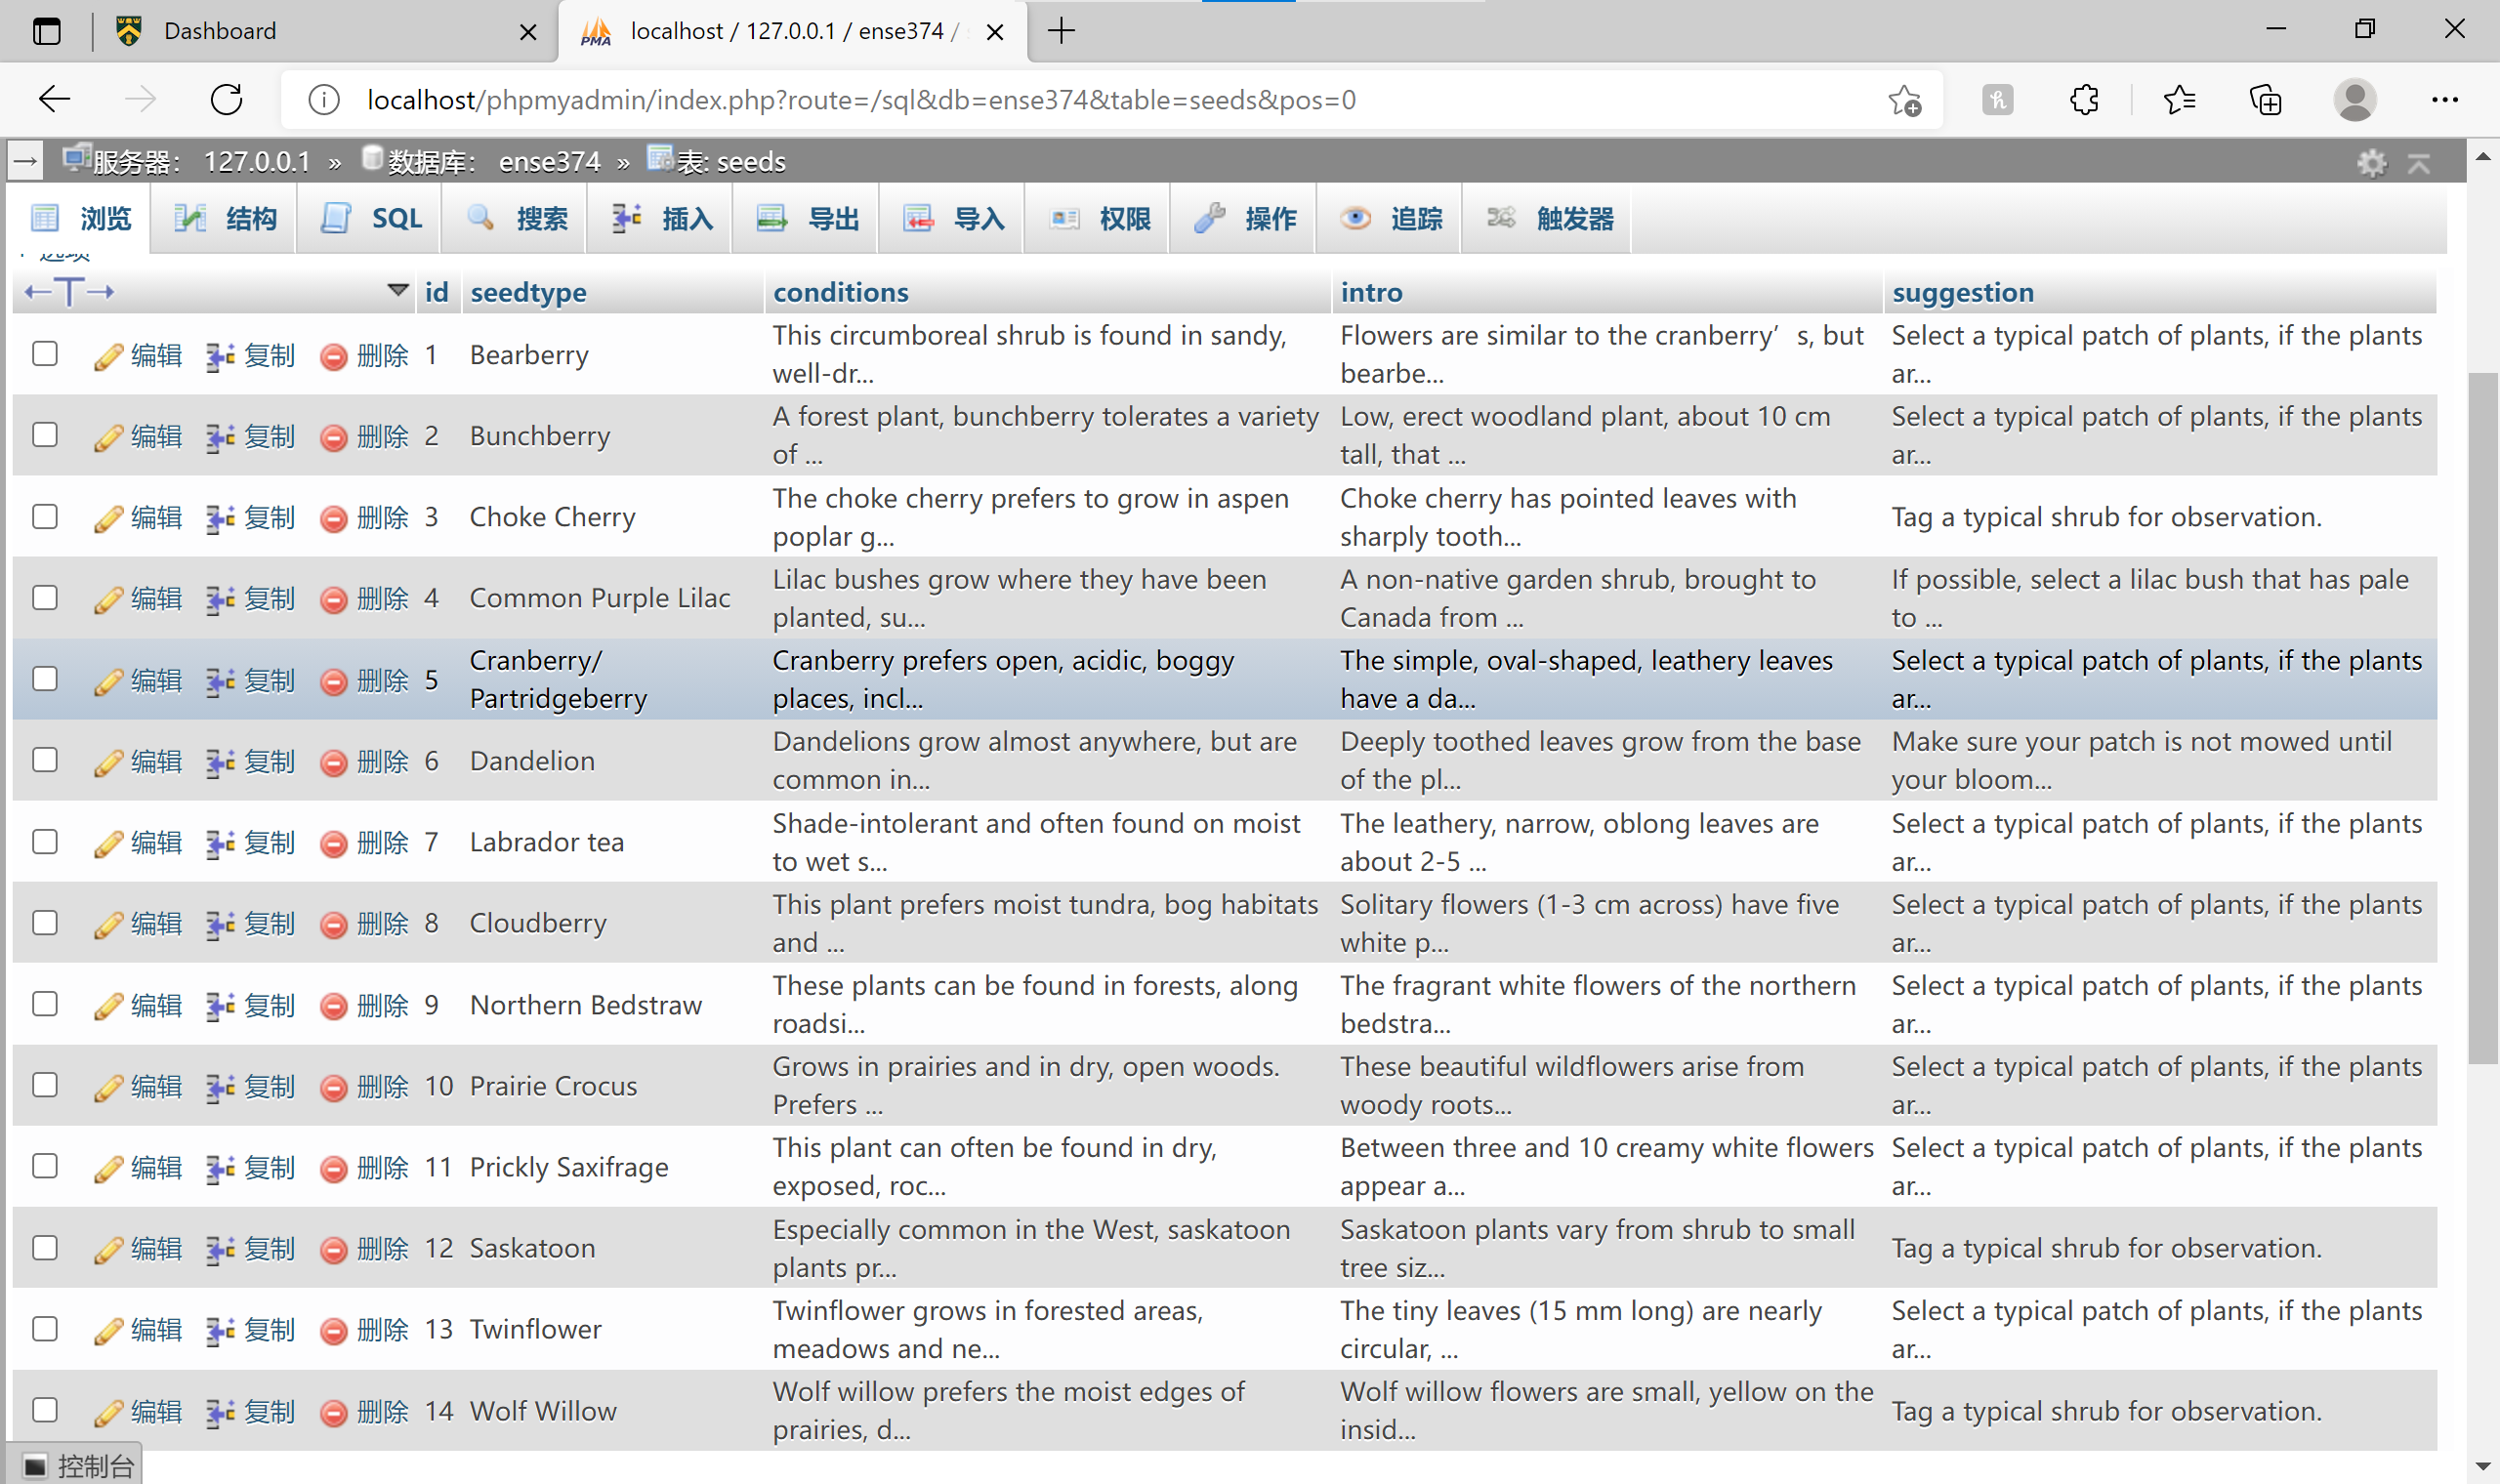 Dashboard
localhost / 127.0.0.1 / ense374 /
localhost/phpmyadmin/index.php?route=/sql&db=ense374&table=seeds&pos=0
服务器: 127.0.0.1 » 数据库: ense374 » 表: seeds
浏览 结构 SQL 搜索 插入 导出 导入 权限 操作 追踪 触发器
选项
←T→ id seedtype conditions intro suggestion
编辑 复制 删除 1 Bearberry This circumboreal shrub is found in sandy, well-dr... Flowers are similar to the cranberry’s, but bearbe... Select a typical patch of plants, if the plants ar...
编辑 复制 删除 2 Bunchberry A forest plant, bunchberry tolerates a variety of ... Low, erect woodland plant, about 10 cm tall, that ... Select a typical patch of plants, if the plants ar...
编辑 复制 删除 3 Choke Cherry The choke cherry prefers to grow in aspen poplar g... Choke cherry has pointed leaves with sharply tooth... Tag a typical shrub for observation.
编辑 复制 删除 4 Common Purple Lilac Lilac bushes grow where they have been planted, su... A non-native garden shrub, brought to Canada from ... If possible, select a lilac bush that has pale to ...
编辑 复制 删除 5 Cranberry/ Partridgeberry Cranberry prefers open, acidic, boggy places, incl... The simple, oval-shaped, leathery leaves have a da... Select a typical patch of plants, if the plants ar...
编辑 复制 删除 6 Dandelion Dandelions grow almost anywhere, but are common in... Deeply toothed leaves grow from the base of the pl... Make sure your patch is not mowed until your bloom...
编辑 复制 删除 7 Labrador tea Shade-intolerant and often found on moist to wet s... The leathery, narrow, oblong leaves are about 2-5 ... Select a typical patch of plants, if the plants ar...
编辑 复制 删除 8 Cloudberry This plant prefers moist tundra, bog habitats and ... Solitary flowers (1-3 cm across) have five white p... Select a typical patch of plants, if the plants ar...
编辑 复制 删除 9 Northern Bedstraw These plants can be found in forests, along roadsi... The fragrant white flowers of the northern bedstra... Select a typical patch of plants, if the plants ar...
编辑 复制 删除 10 Prairie Crocus Grows in prairies and in dry, open woods. Prefers ... These beautiful wildflowers arise from woody roots... Select a typical patch of plants, if the plants ar...
编辑 复制 删除 11 Prickly Saxifrage This plant can often be found in dry, exposed, roc... Between three and 10 creamy white flowers appear a... Select a typical patch of plants, if the plants ar...
编辑 复制 删除 12 Saskatoon Especially common in the West, saskatoon plants pr... Saskatoon plants vary from shrub to small tree siz... Tag a typical shrub for observation.
编辑 复制 删除 13 Twinflower Twinflower grows in forested areas, meadows and ne... The tiny leaves (15 mm long) are nearly circular, ... Select a typical patch of plants, if the plants ar...
编辑 复制 删除 14 Wolf Willow Wolf willow prefers the moist edges of prairies, d... Wolf willow flowers are small, yellow on the insid... Tag a typical shrub for observation.
控制台